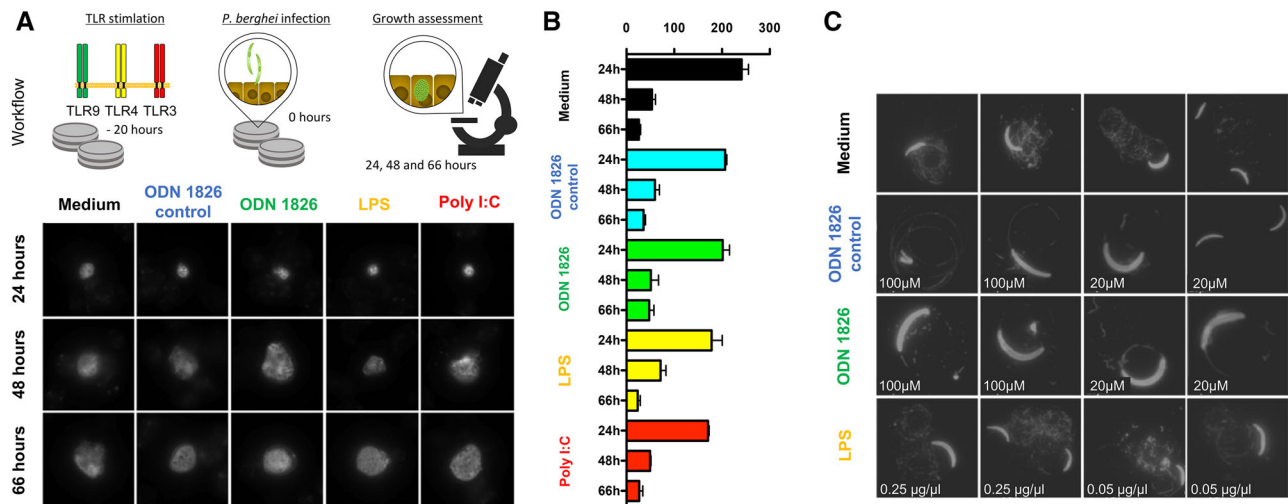 A
TLR stimlation
P. berghei infection
Growth assessment
Workflow
TLR9 TLR4 TLR3
- 20 hours
0 hours
24, 48 and 66 hours
Medium
ODN 1826
control
ODN 1826
LPS
Poly I:C
24 hours
48 hours
66 hours
B
0 100 200 300
Medium
24h
48h
66h
ODN 1826
control
24h
48h
66h
ODN 1826
24h
48h
66h
LPS
24h
48h
66h
Poly I:C
24h
48h
66h
C
Medium
ODN 1826
control
100µM
100µM
20µM
20µM
ODN 1826
100µM
100µM
20µM
20µM
LPS
0.25 µg/µl
0.25 µg/µl
0.05 µg/µl
0.05 µg/µl